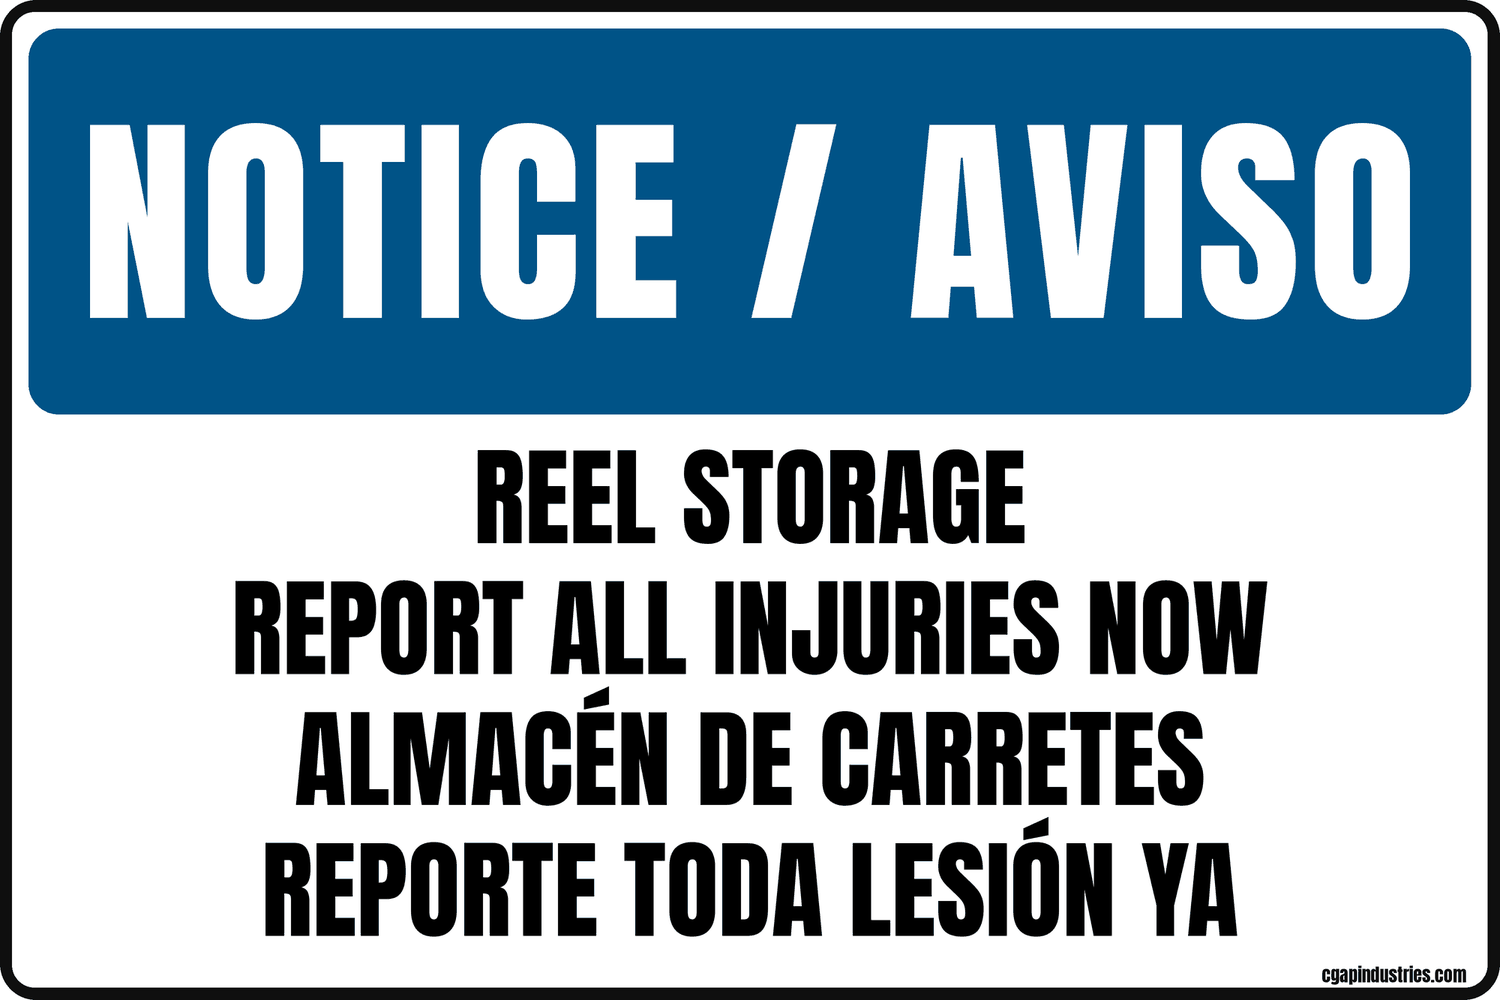 NOTICE / AVISO
REEL STORAGE
REPORT ALL INJURIES NOW
ALMACÉN DE CARRETES
REPORTE TODA LESIÓN YA
cgapindustries.com